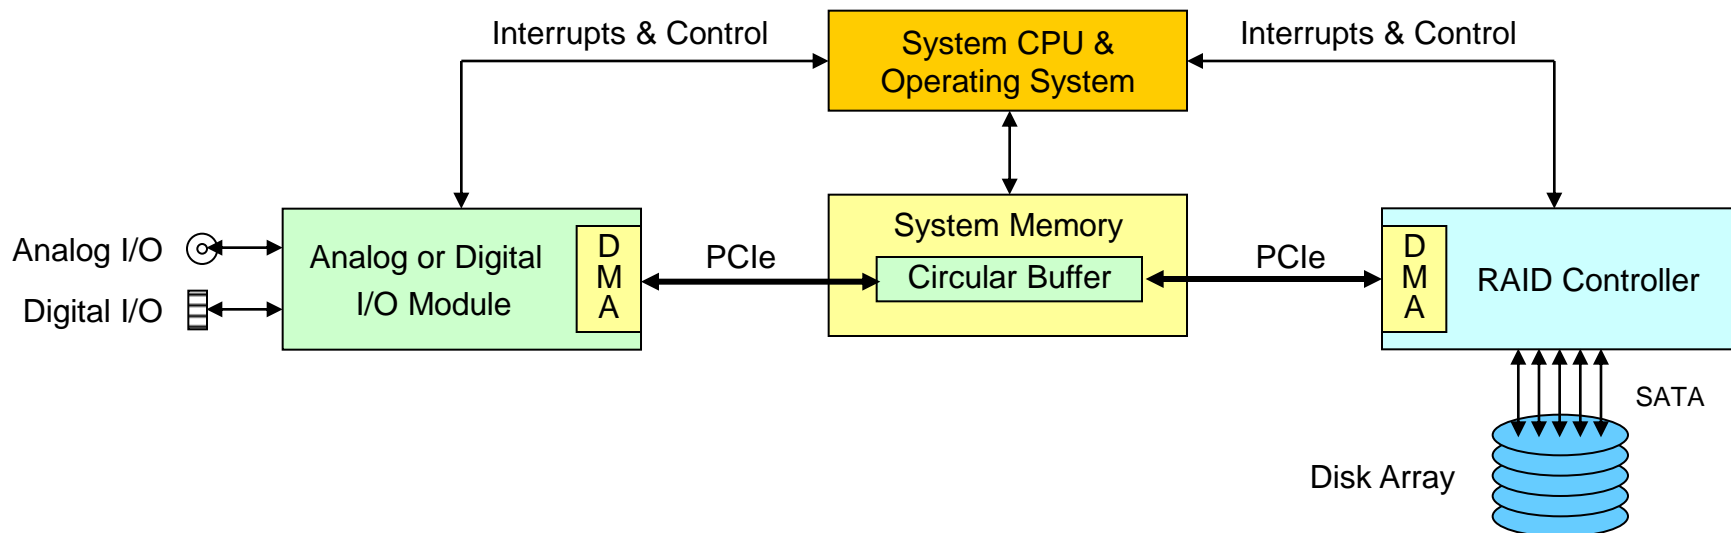 Interrupts & Control
System CPU &
Operating System
Interrupts & Control
Analog I/O
Digital I/O
Analog or Digital
I/O Module
D
M
A
PCIe
System Memory
Circular Buffer
PCIe
D
M
A
RAID Controller
SATA
Disk Array